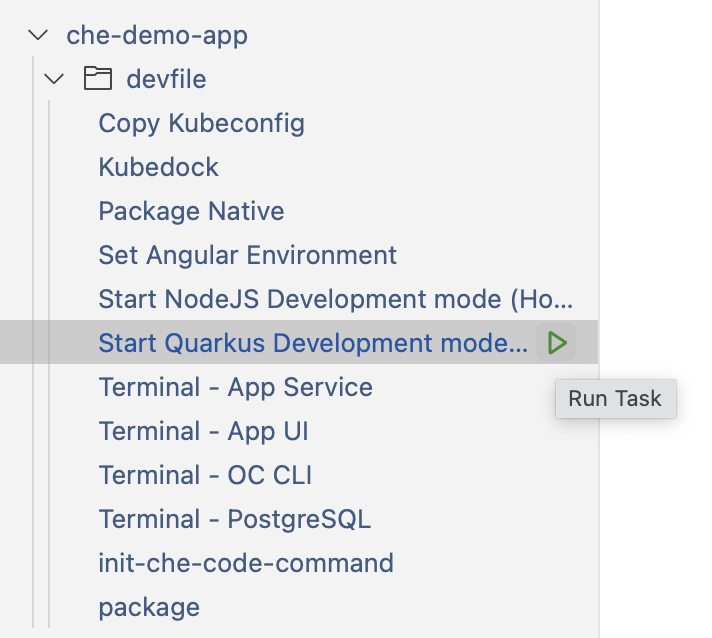 che-demo-app
devfile
Copy Kubeconfig
Kubedock
Package Native
Set Angular Environment
Start NodeJS Development mode (Ho...
Start Quarkus Development mode...
Run Task
Terminal - App Service
Terminal - App UI
Terminal - OC CLI
Terminal - PostgreSQL
init-che-code-command
package